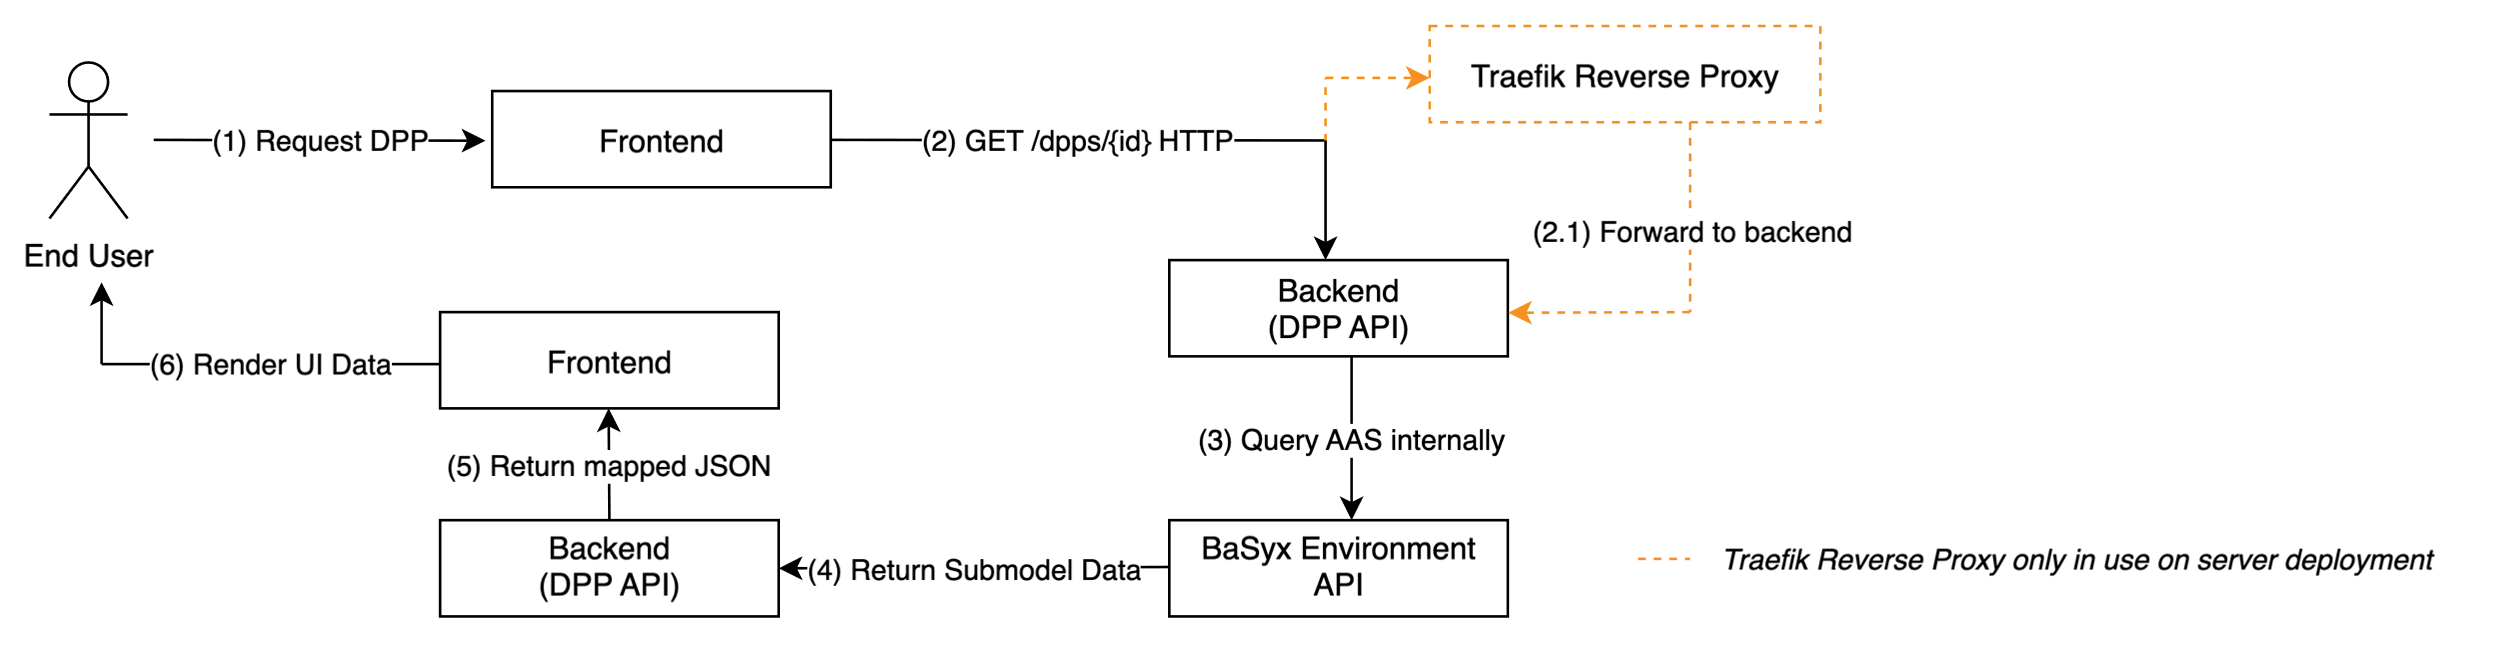 Traefik Reverse Proxy
(1) Request DPP
Frontend
(2) GET /dpps/{id} HTTP
(2.1) Forward to backend
End User
Backend
(DPP API)
(6) Render UI Data
Frontend
(3) Query AAS internally
(5) Return mapped JSON
Backend
(DPP API)
(4) Return Submodel Data
BaSyx Environment
API
Traefik Reverse Proxy only in use on server deployment